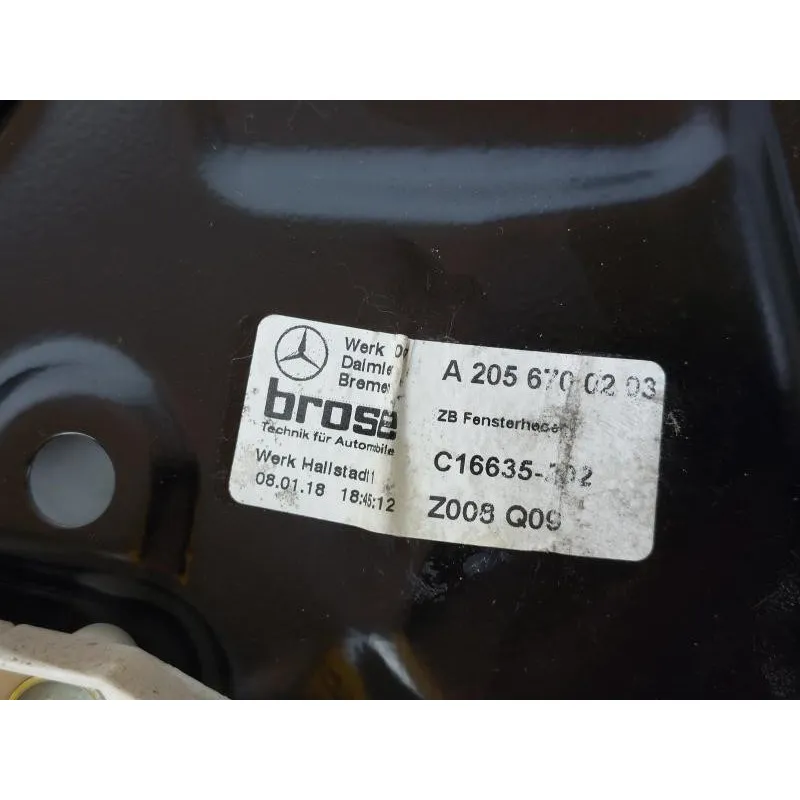 Werk
Daimle
Breme
brose
Technik für Automobile
Werk Hallstadt
08.01.18 18:45:12
A 205 670 02 03
ZB Fensterheber
C16635-
Z008 Q09